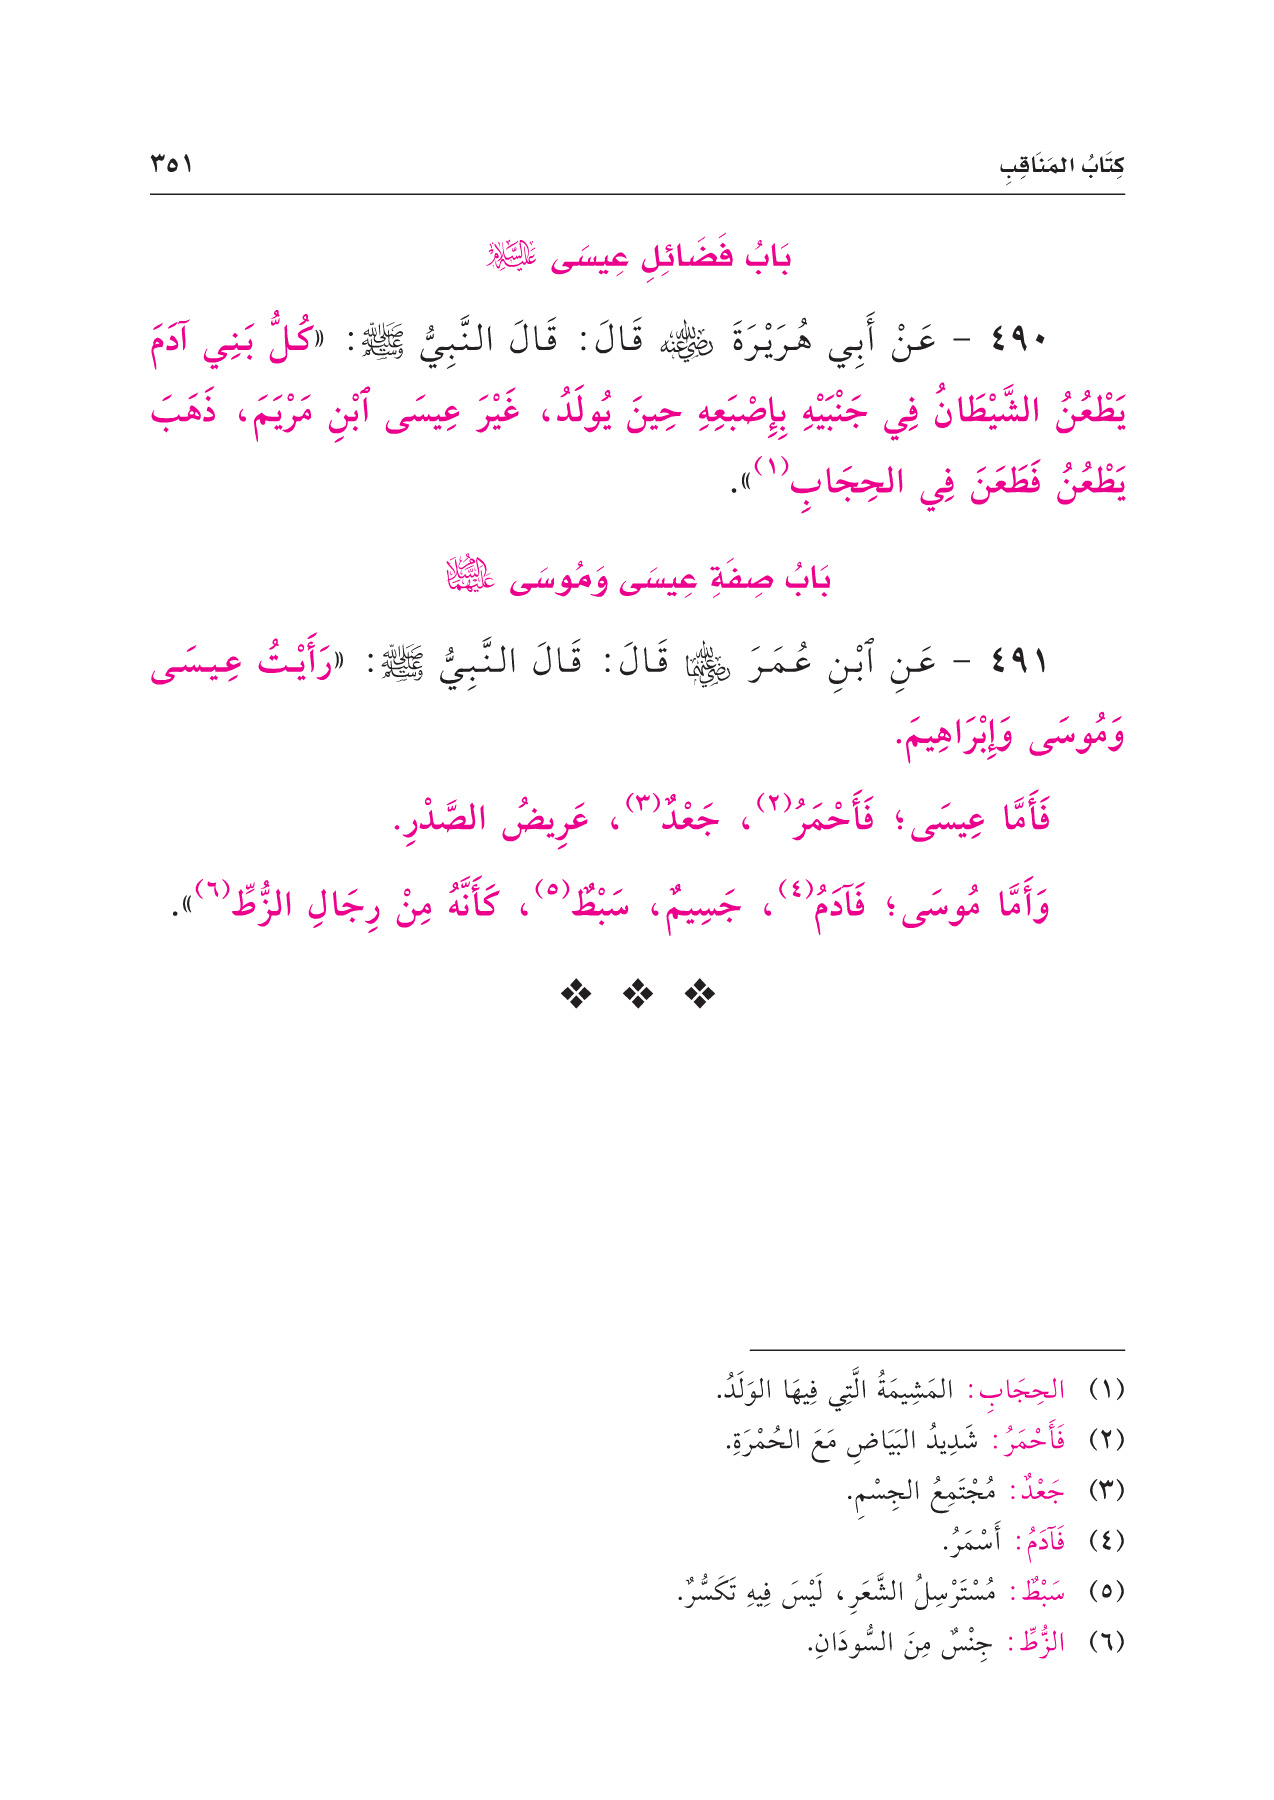 كِتَابُ المَنَاقِبِ ٣٥١
بَابُ فَضَائِلِ عِيسَى عَلَيْهِ السَّلَامُ
٤٩٠ - عَنْ أَبِي هُرَيْرَةَ رَضِيَ اللهُ عَنْهُ قَالَ: قَالَ النَّبِيُّ ﷺ: «كُلُّ بَنِي آدَمَ
يَطْعُنُ الشَّيْطَانُ فِي جَنْبَيْهِ بِإِصْبَعِهِ حِينَ يُولَدُ، غَيْرَ عِيسَى ٱبْنِ مَرْيَمَ، ذَهَبَ
يَطْعُنُ فَطَعَنَ فِي الحِجَابِ(١)».
بَابُ صِفَةِ عِيسَى وَمُوسَى عَلَيْهِمَا السَّلَامُ
٤٩١ - عَنِ ٱبْنِ عُمَرَ رَضِيَ اللهُ عَنْهُمَا قَالَ: قَالَ النَّبِيُّ ﷺ: «رَأَيْتُ عِيسَى
وَمُوسَى وَإِبْرَاهِيمَ.
فَأَمَّا عِيسَى؛ فَأَحْمَرُ(٢)، جَعْدٌ(٣)، عَرِيضُ الصَّدْرِ.
وَأَمَّا مُوسَى؛ فَآدَمُ(٤)، جَسِيمٌ، سَبْطٌ(٥)، كَأَنَّهُ مِنْ رِجَالِ الزُّطِّ(٦)».
(١) الحِجَابِ: المَشِيمَةُ الَّتِي فِيهَا الوَلَدُ.
(٢) فَأَحْمَرُ: شَدِيدُ البَيَاضِ مَعَ الحُمْرَةِ.
(٣) جَعْدٌ: مُجْتَمِعُ الجِسْمِ.
(٤) فَآدَمُ: أَسْمَرُ.
(٥) سَبْطٌ: مُسْتَرْسِلُ الشَّعَرِ، لَيْسَ فِيهِ تَكَسُّرٌ.
(٦) الزُّطِّ: جِنْسٌ مِنَ السُّودَانِ.